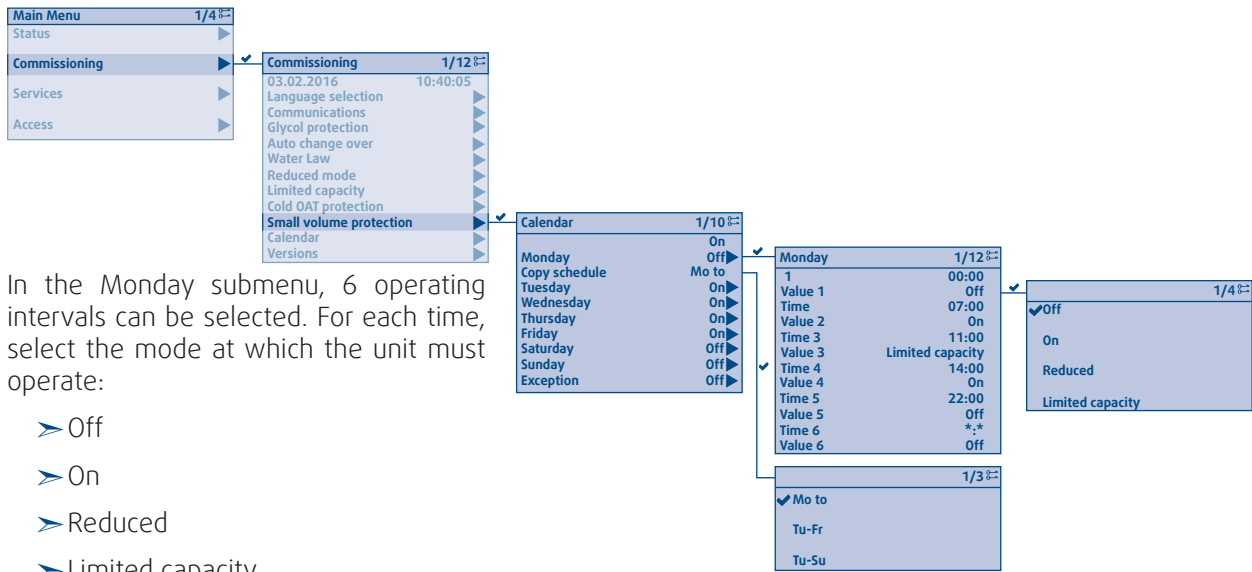 Main Menu 1/4
Status
Commissioning
Services
Access
Commissioning 1/12
03.02.2016 10:40:05
Language selection
Communications
Glycol protection
Auto change over
Water Law
Reduced mode
Limited capacity
Cold OAT protection
Small volume protection
Calendar
Versions
Calendar 1/10
On
Monday Off
Copy schedule Mo to
Tuesday On
Wednesday On
Thursday On
Friday On
Saturday Off
Sunday Off
Exception Off
Monday 1/12
1 00:00
Value 1 Off
Time 07:00
Value 2 On
Time 3 11:00
Value 3 Limited capacity
Time 4 14:00
Value 4 On
Time 5 22:00
Value 5 Off
Time 6 *:*
Value 6 Off
1/4
Off
On
Reduced
Limited capacity
1/3
Mo to
Tu-Fr
Tu-Su
In the Monday submenu, 6 operating
intervals can be selected. For each time,
select the mode at which the unit must
operate:
➢ Off
➢ On
➢ Reduced
➢ Limited capacity